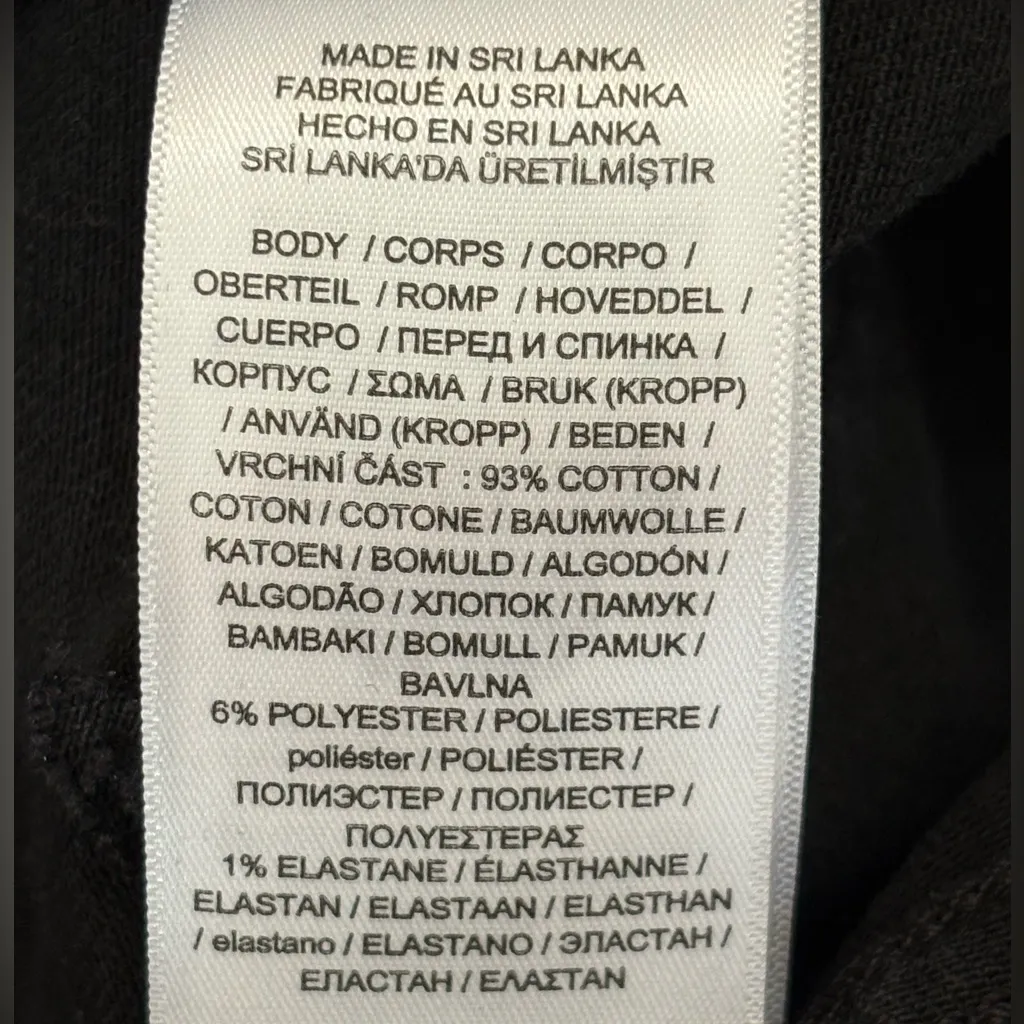 MADE IN SRI LANKA
FABRIQUÉ AU SRI LANKA
HECHO EN SRI LANKA
SRİ LANKA'DA ÜRETİLMİŞTİR
BODY / CORPS / CORPO /
OBERTEIL / ROMP / HOVEDDEL /
CUERPO / ПЕРЕД И СПИНКА /
КОРПУС / ΣΩΜΑ / BRUK (KROPP)
/ ANVÄND (KROPP) / BEDEN /
VRCHNÍ ČÁST : 93% COTTON /
COTON / COTONE / BAUMWOLLE /
KATOEN / BOMULD / ALGODÓN /
ALGODÃO / ХЛОПОК / ПАМУК /
BAMBAKI / BOMULL / PAMUK /
BAVLNA
6% POLYESTER / POLIESTERE /
poliéster / POLIÉSTER /
ПОЛИЭСТЕР / ПОЛИЕСТЕР /
ΠΟΛΥΕΣΤΕΡΑΣ
1% ELASTANE / ÉLASTHANNE /
ELASTAN / ELASTAAN / ELASTHAN
/ elastano / ELASTANO / ЭЛАСТАН /
ЕЛАСТАН / ΕΛΑΣΤΑΝ